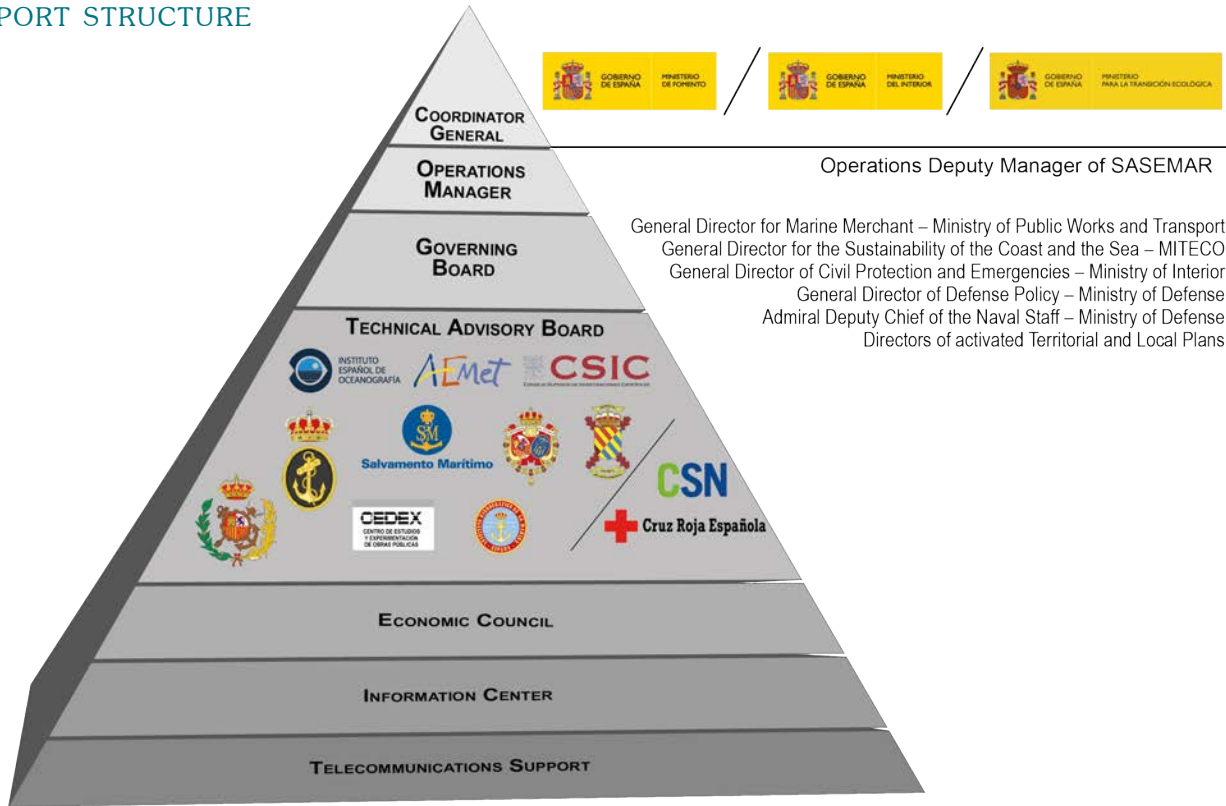 PORT STRUCTURE
GOBIERNO DE ESPAÑA
MINISTERIO DE FOMENTO
GOBIERNO DE ESPAÑA
MINISTERIO DEL INTERIOR
GOBIERNO DE ESPAÑA
MINISTERIO PARA LA TRANSICIÓN ECOLÓGICA
COORDINATOR
GENERAL
Operations Deputy Manager of SASEMAR
OPERATIONS
MANAGER
General Director for Marine Merchant – Ministry of Public Works and Transport
General Director for the Sustainability of the Coast and the Sea – MITECO
General Director of Civil Protection and Emergencies – Ministry of Interior
General Director of Defense Policy – Ministry of Defense
Admiral Deputy Chief of the Naval Staff – Ministry of Defense
Directors of activated Territorial and Local Plans
GOVERNING
BOARD
TECHNICAL ADVISORY BOARD
INSTITUTO
ESPAÑOL DE
OCEANOGRAFÍA
AEMet
CSIC
CONSEJO SUPERIOR DE INVESTIGACIONES CIENTÍFICAS
SM
Salvamento Marítimo
CSN
Cruz Roja Española
CEDEX
CENTRO DE ESTUDIOS
Y EXPERIMENTACIÓN
DE OBRAS PÚBLICAS
ECONOMIC COUNCIL
INFORMATION CENTER
TELECOMMUNICATIONS SUPPORT